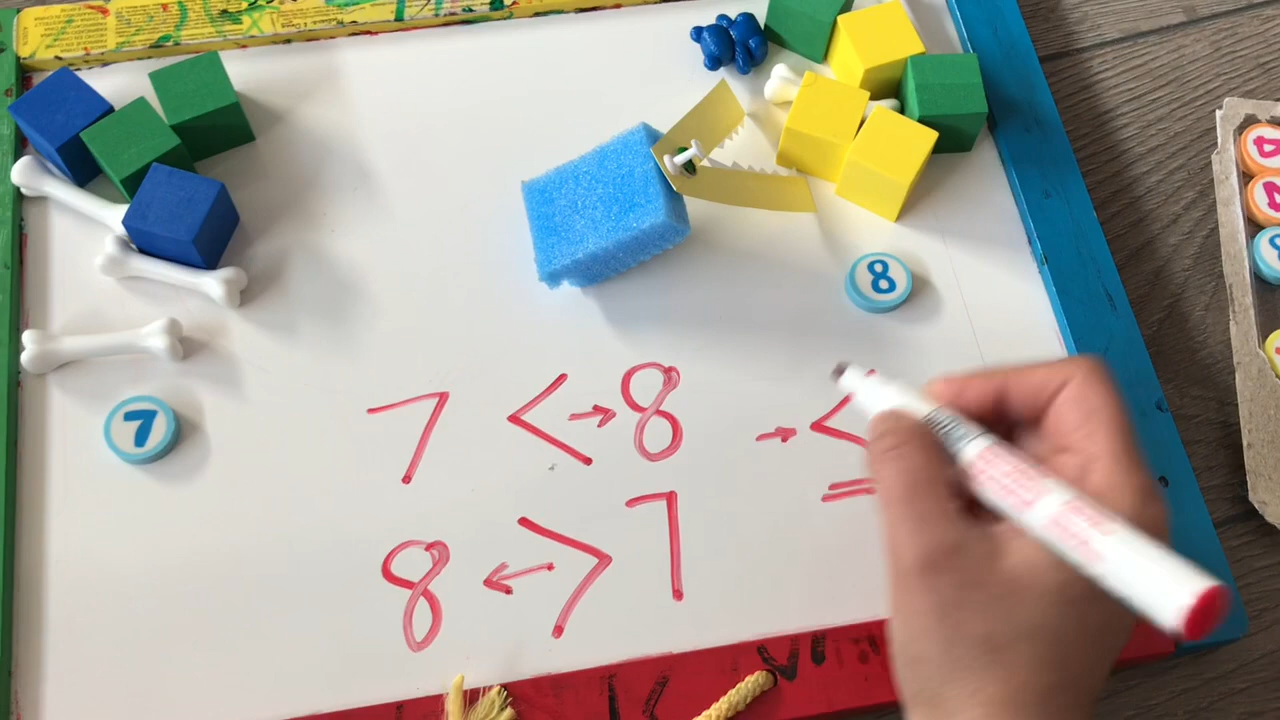 8
7
7 < → 8
→ <
=
8 ← > 7